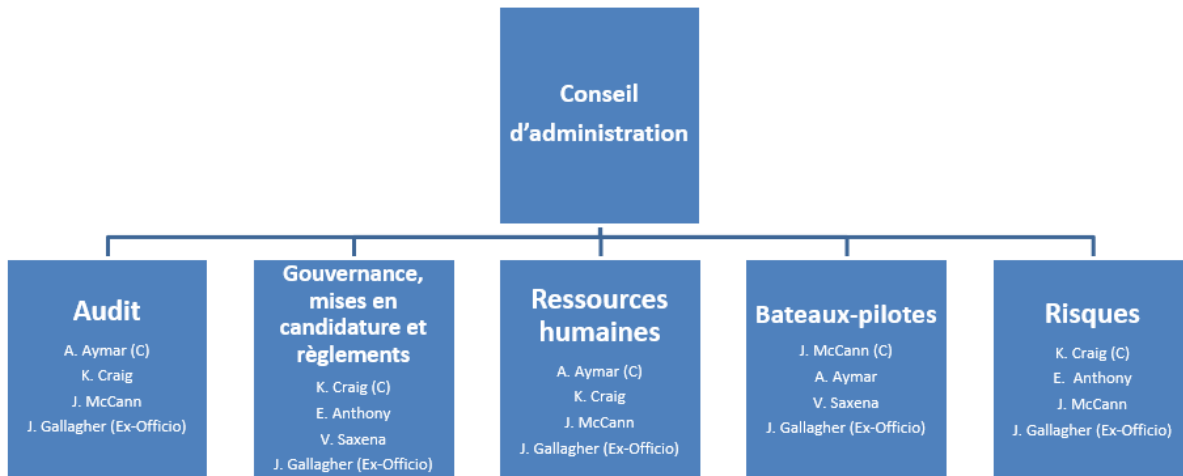 Conseil
d'administration
Audit
A. Aymar (C)
K. Craig
J. McCann
J. Gallagher (Ex-Officio)
Gouvernance,
mises en
candidature et
règlements
K. Craig (C)
E. Anthony
V. Saxena
J. Gallagher (Ex-Officio)
Ressources
humaines
A. Aymar (C)
K. Craig
J. McCann
J. Gallagher (Ex-Officio)
Bateaux-pilotes
J. McCann (C)
A. Aymar
V. Saxena
J. Gallagher (Ex-Officio)
Risques
K. Craig (C)
E. Anthony
J. McCann
J. Gallagher (Ex-Officio)